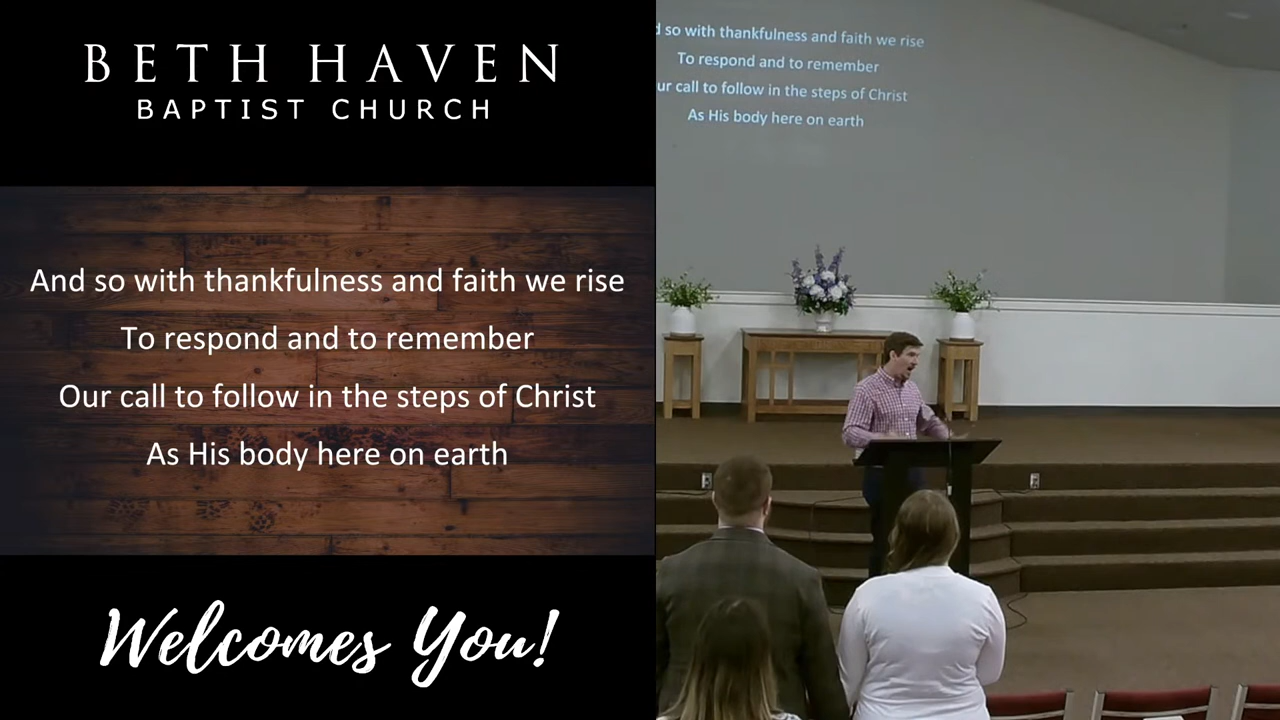 BETH HAVEN
BAPTIST CHURCH
And so with thankfulness and faith we rise
To respond and to remember
Our call to follow in the steps of Christ
As His body here on earth
Welcomes You!
d so with thankfulness and faith we rise
To respond and to remember
ur call to follow in the steps of Christ
As His body here on earth